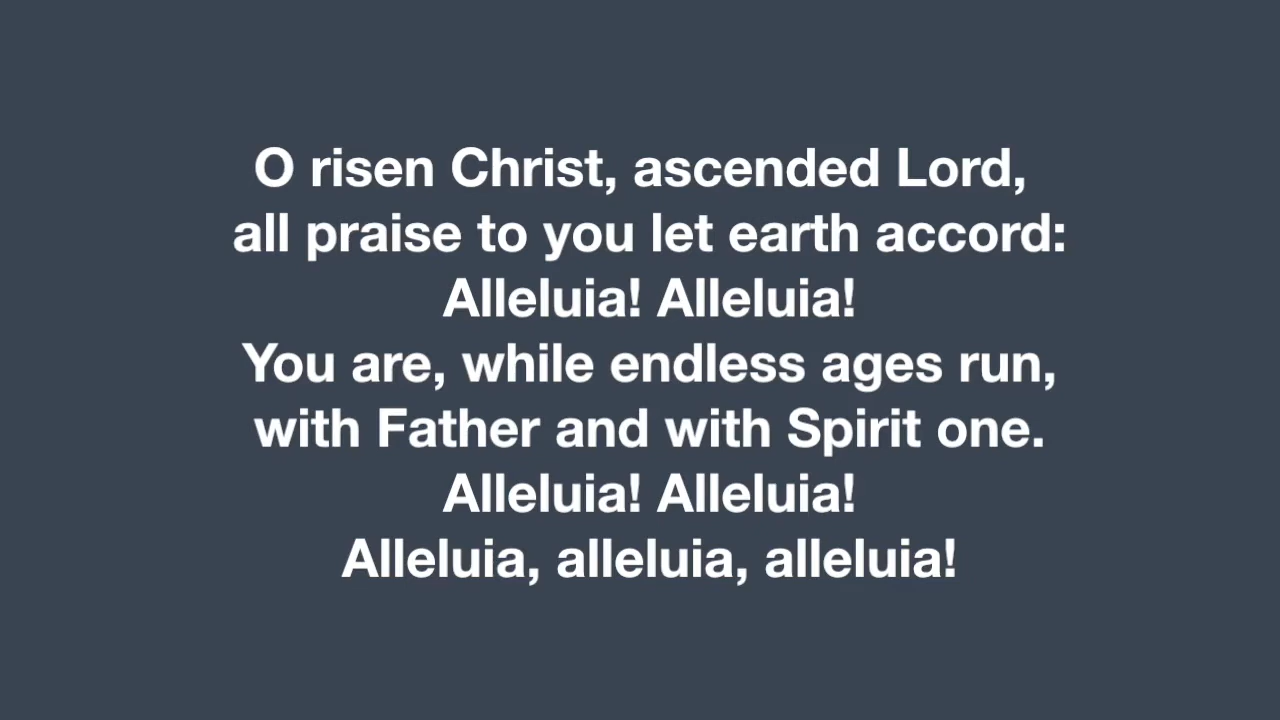 O risen Christ, ascended Lord,
all praise to you let earth accord:
Alleluia! Alleluia!
You are, while endless ages run,
with Father and with Spirit one.
Alleluia! Alleluia!
Alleluia, alleluia, alleluia!